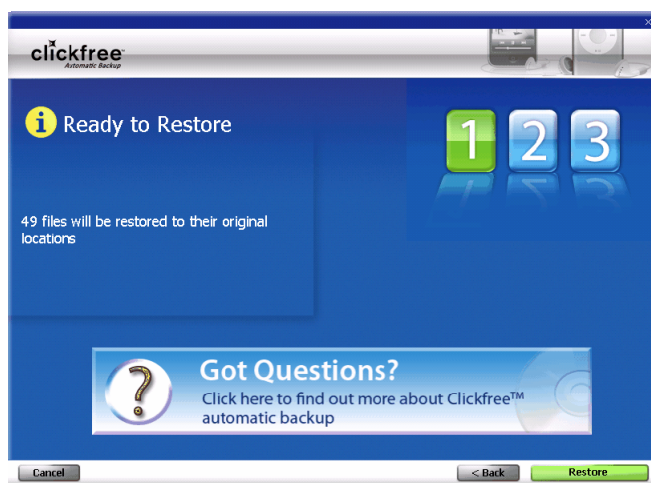 clickfree™
Automatic Backup
i Ready to Restore
1 2 3
49 files will be restored to their original
locations
? Got Questions?
Click here to find out more about Clickfree™
automatic backup
Cancel
< Back
Restore